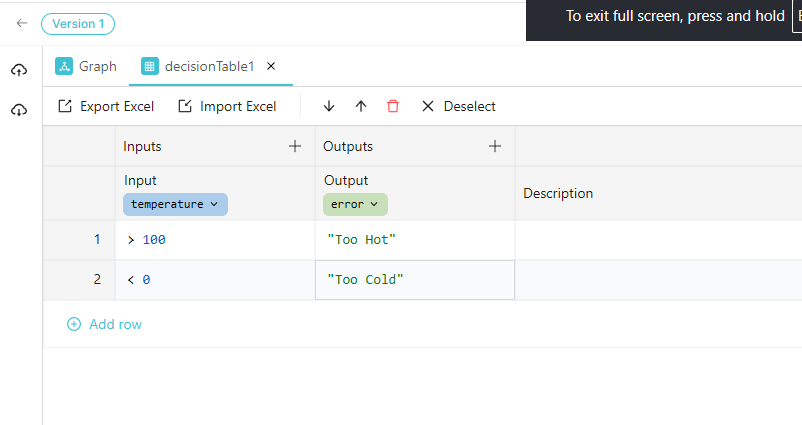 To exit full screen, press and hold
Version 1
Graph
decisionTable1
Export Excel
Import Excel
Deselect
Inputs
Outputs
Input
temperature
Output
error
Description
1
> 100
"Too Hot"
2
< 0
"Too Cold"
Add row